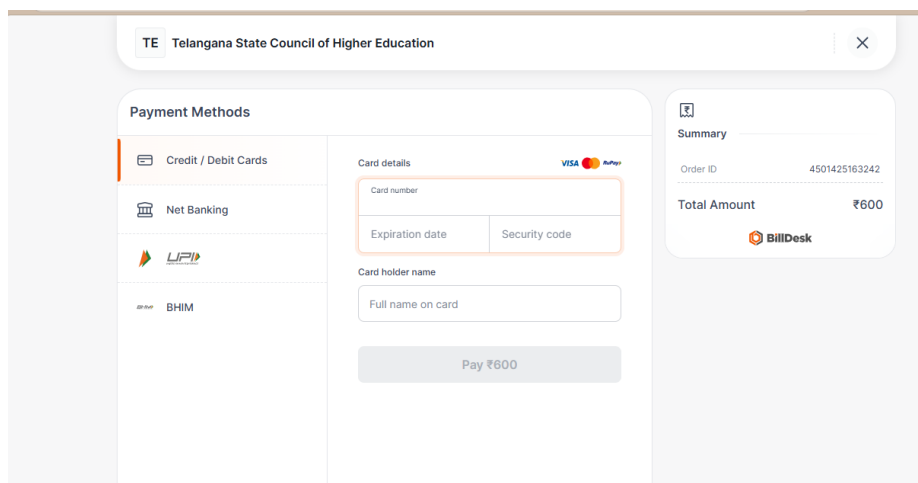 TE Telangana State Council of Higher Education
Payment Methods
Credit / Debit Cards
Net Banking
UPI
BHIM
Card details VISA RuPay
Card number
Expiration date Security code
Card holder name
Full name on card
Pay ₹600
Summary
Order ID 4501425163242
Total Amount ₹600
BillDesk